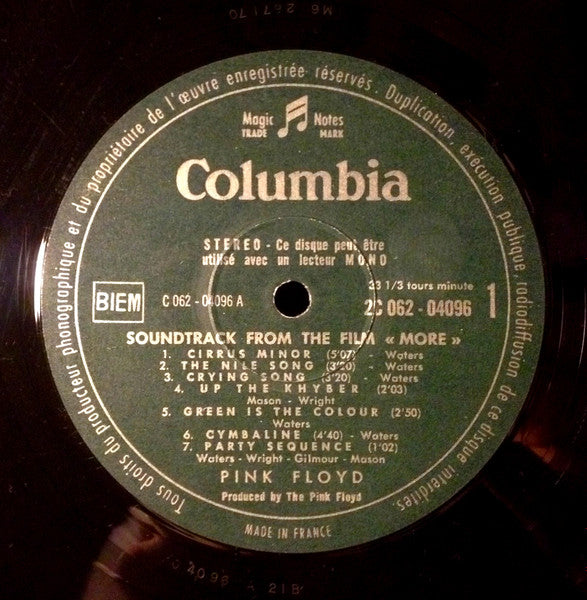 MG 267170
Tous droits du producteur phonographique et du propriétaire de l'œuvre enregistrée réservés. Duplication, exécution publique, radiodiffusion de ce disque interdites.
Magic Notes
TRADE MARK
Columbia
STEREO - Ce disque peut être
utilisé avec un lecteur MONO
33 1/3 tours minute
BIEM
C 062 - 04096 A
2C 062 - 04096
1
SOUNDTRACK FROM THE FILM « MORE »
1. CIRRUS MINOR (5'07) - Waters
2. THE NILE SONG (3'20) - Waters
3. CRYING SONG (3'20) - Waters
4. UP THE KHYBER (2'03)
Mason - Wright
5. GREEN IS THE COLOUR (2'50)
Waters
6. CYMBALINE (4'40) - Waters
7. PARTY SEQUENCE (1'02)
Waters - Wright - Gilmour - Mason
PINK FLOYD
Produced by The Pink Floyd
MADE IN FRANCE
A 21B